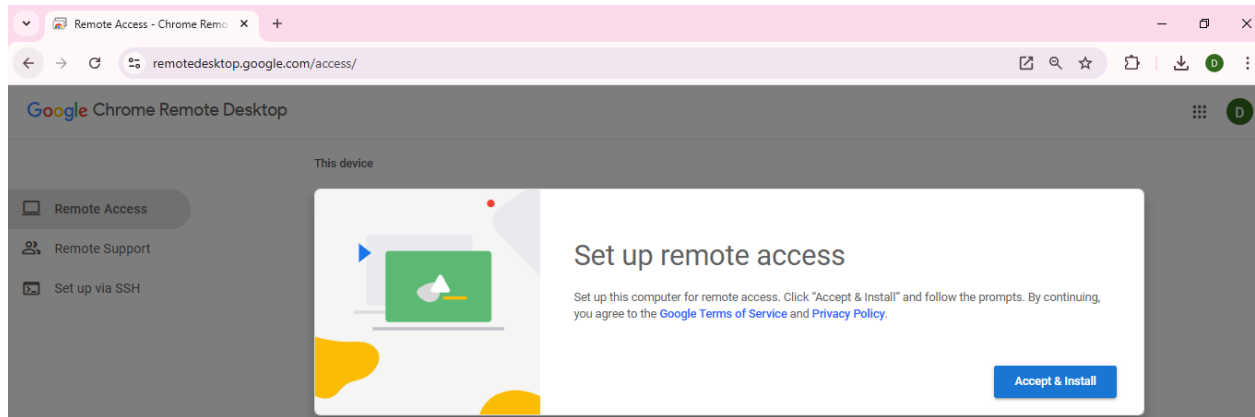 Remote Access - Chrome Remo
remotedesktop.google.com/access/
D
Google Chrome Remote Desktop
D
This device
Remote Access
Remote Support
Set up via SSH
Set up remote access
Set up this computer for remote access. Click "Accept & Install" and follow the prompts. By continuing,
you agree to the Google Terms of Service and Privacy Policy.
Accept & Install